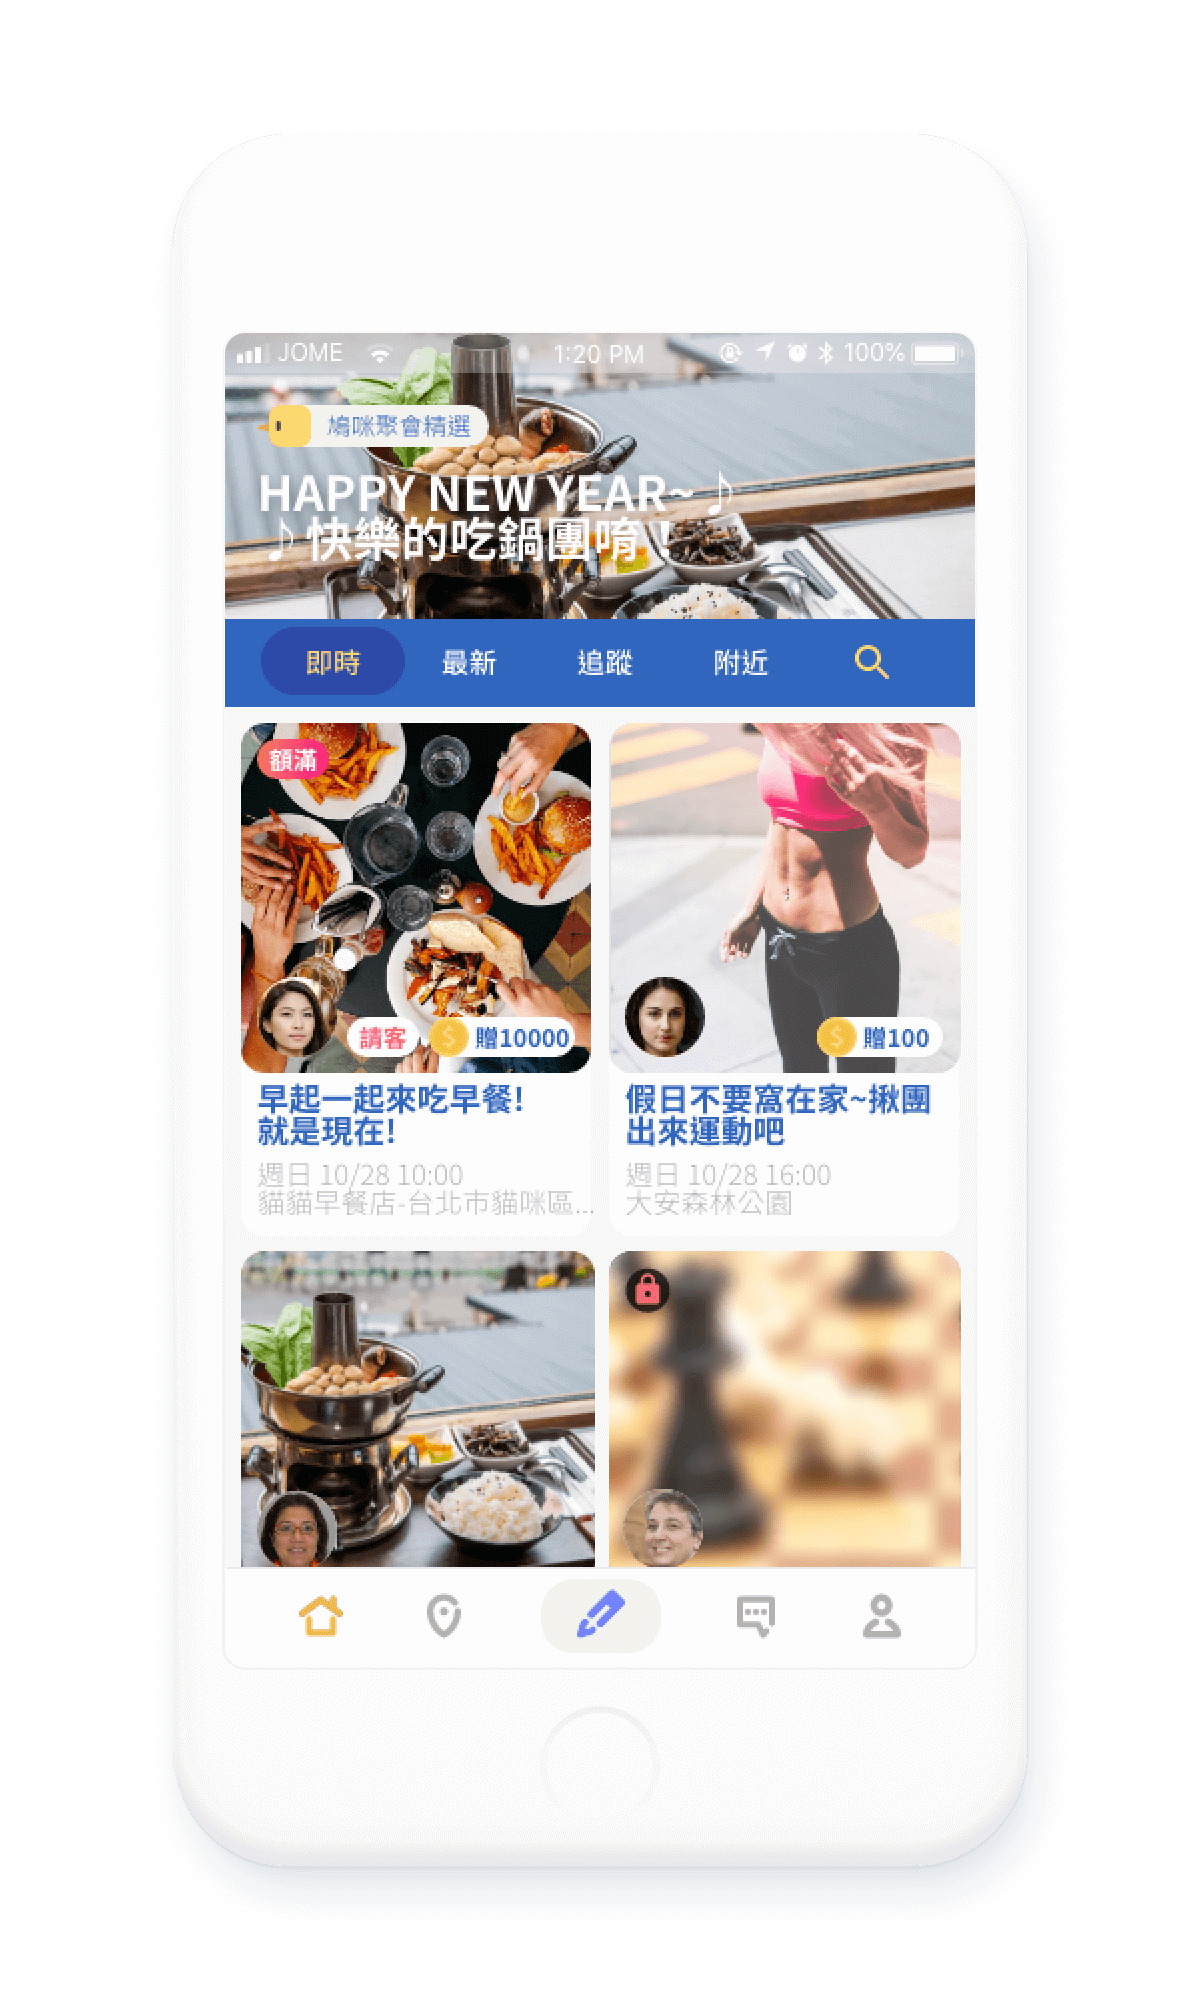 JOME 1:20 PM 100%
鳩咪聚會精選
HAPPY NEW YEAR~♪
♪快樂的吃鍋團唷!
即時 最新 追蹤 附近
額滿
請客 贈10000
贈100
早起一起來吃早餐!
就是現在!
週日 10/28 10:00
貓貓早餐店-台北市貓咪區...
假日不要窩在家~揪團
出來運動吧
週日 10/28 16:00
大安森林公園